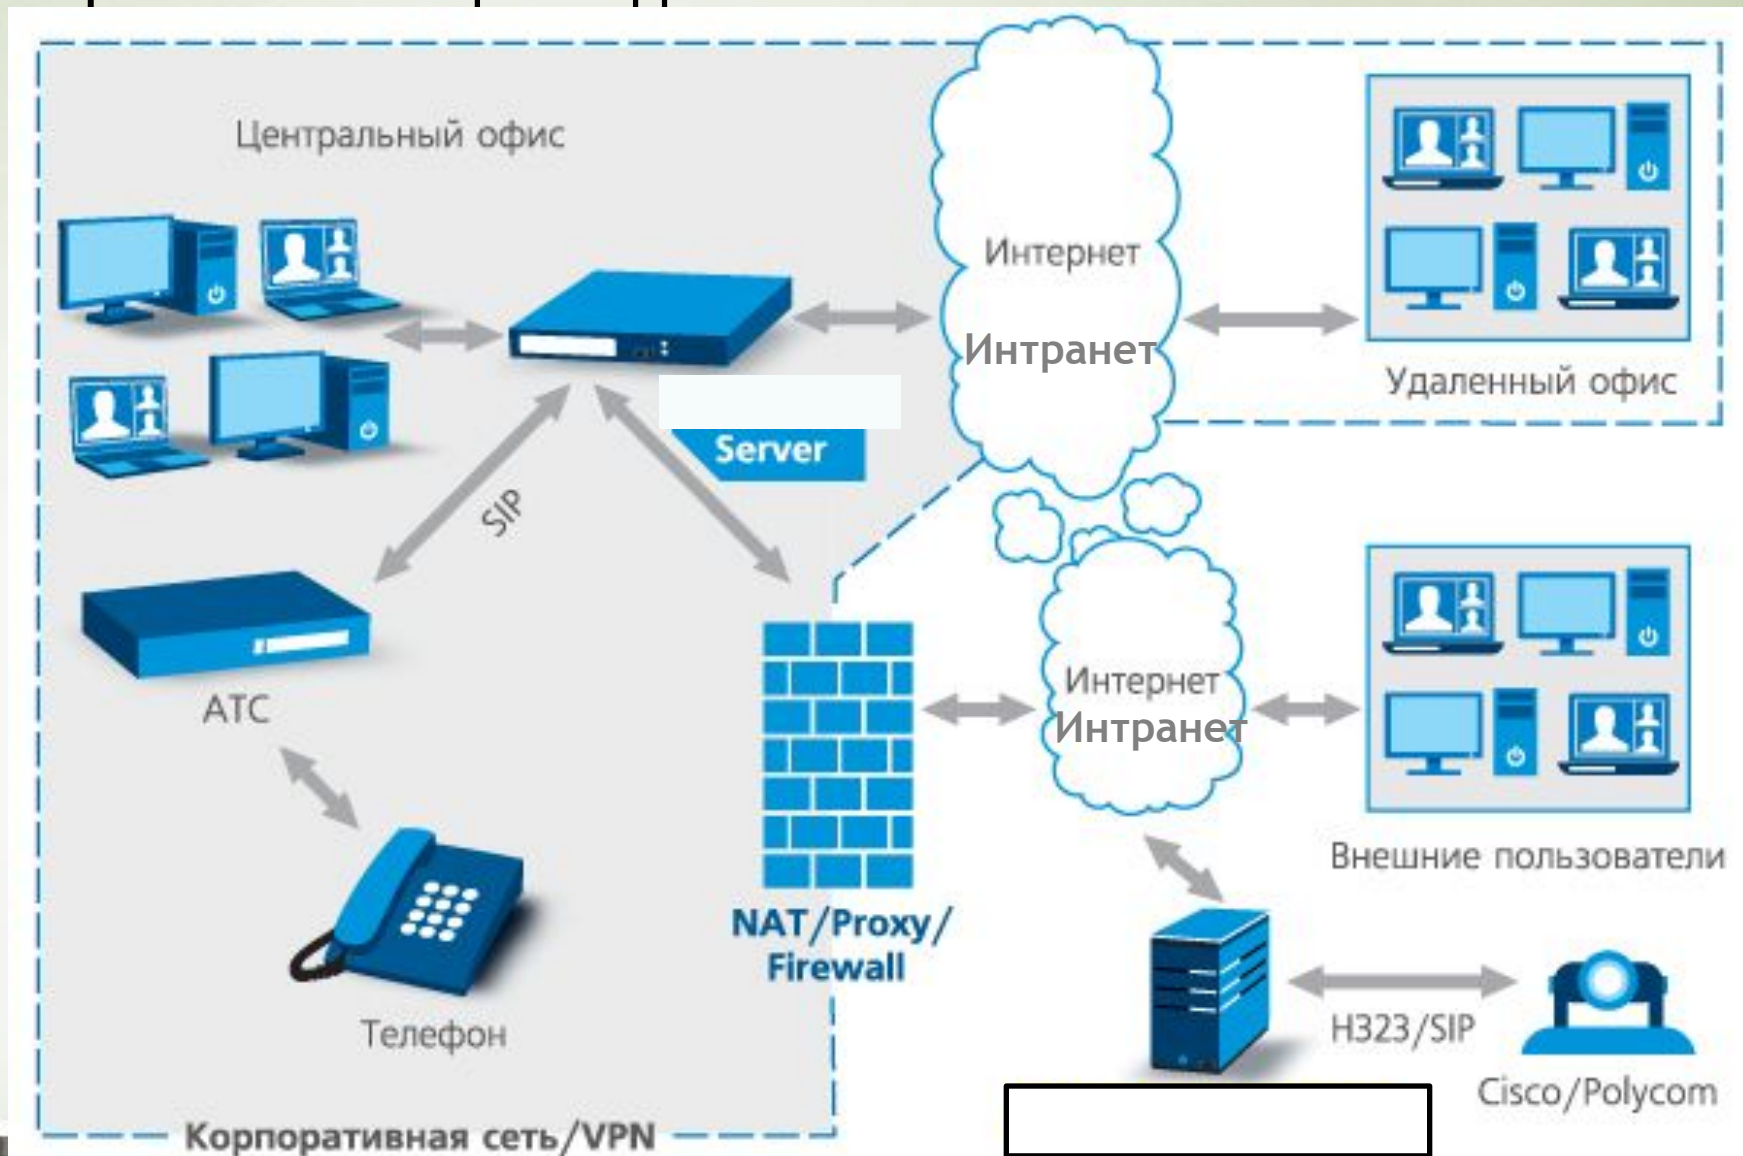 Центральный офис
Интернет
Интранет
Удаленный офис
Server
SIP
АТС
Интернет
Интранет
Внешние пользователи
NAT/Proxy/
Firewall
Телефон
H323/SIP
Cisco/Polycom
Корпоративная сеть/VPN